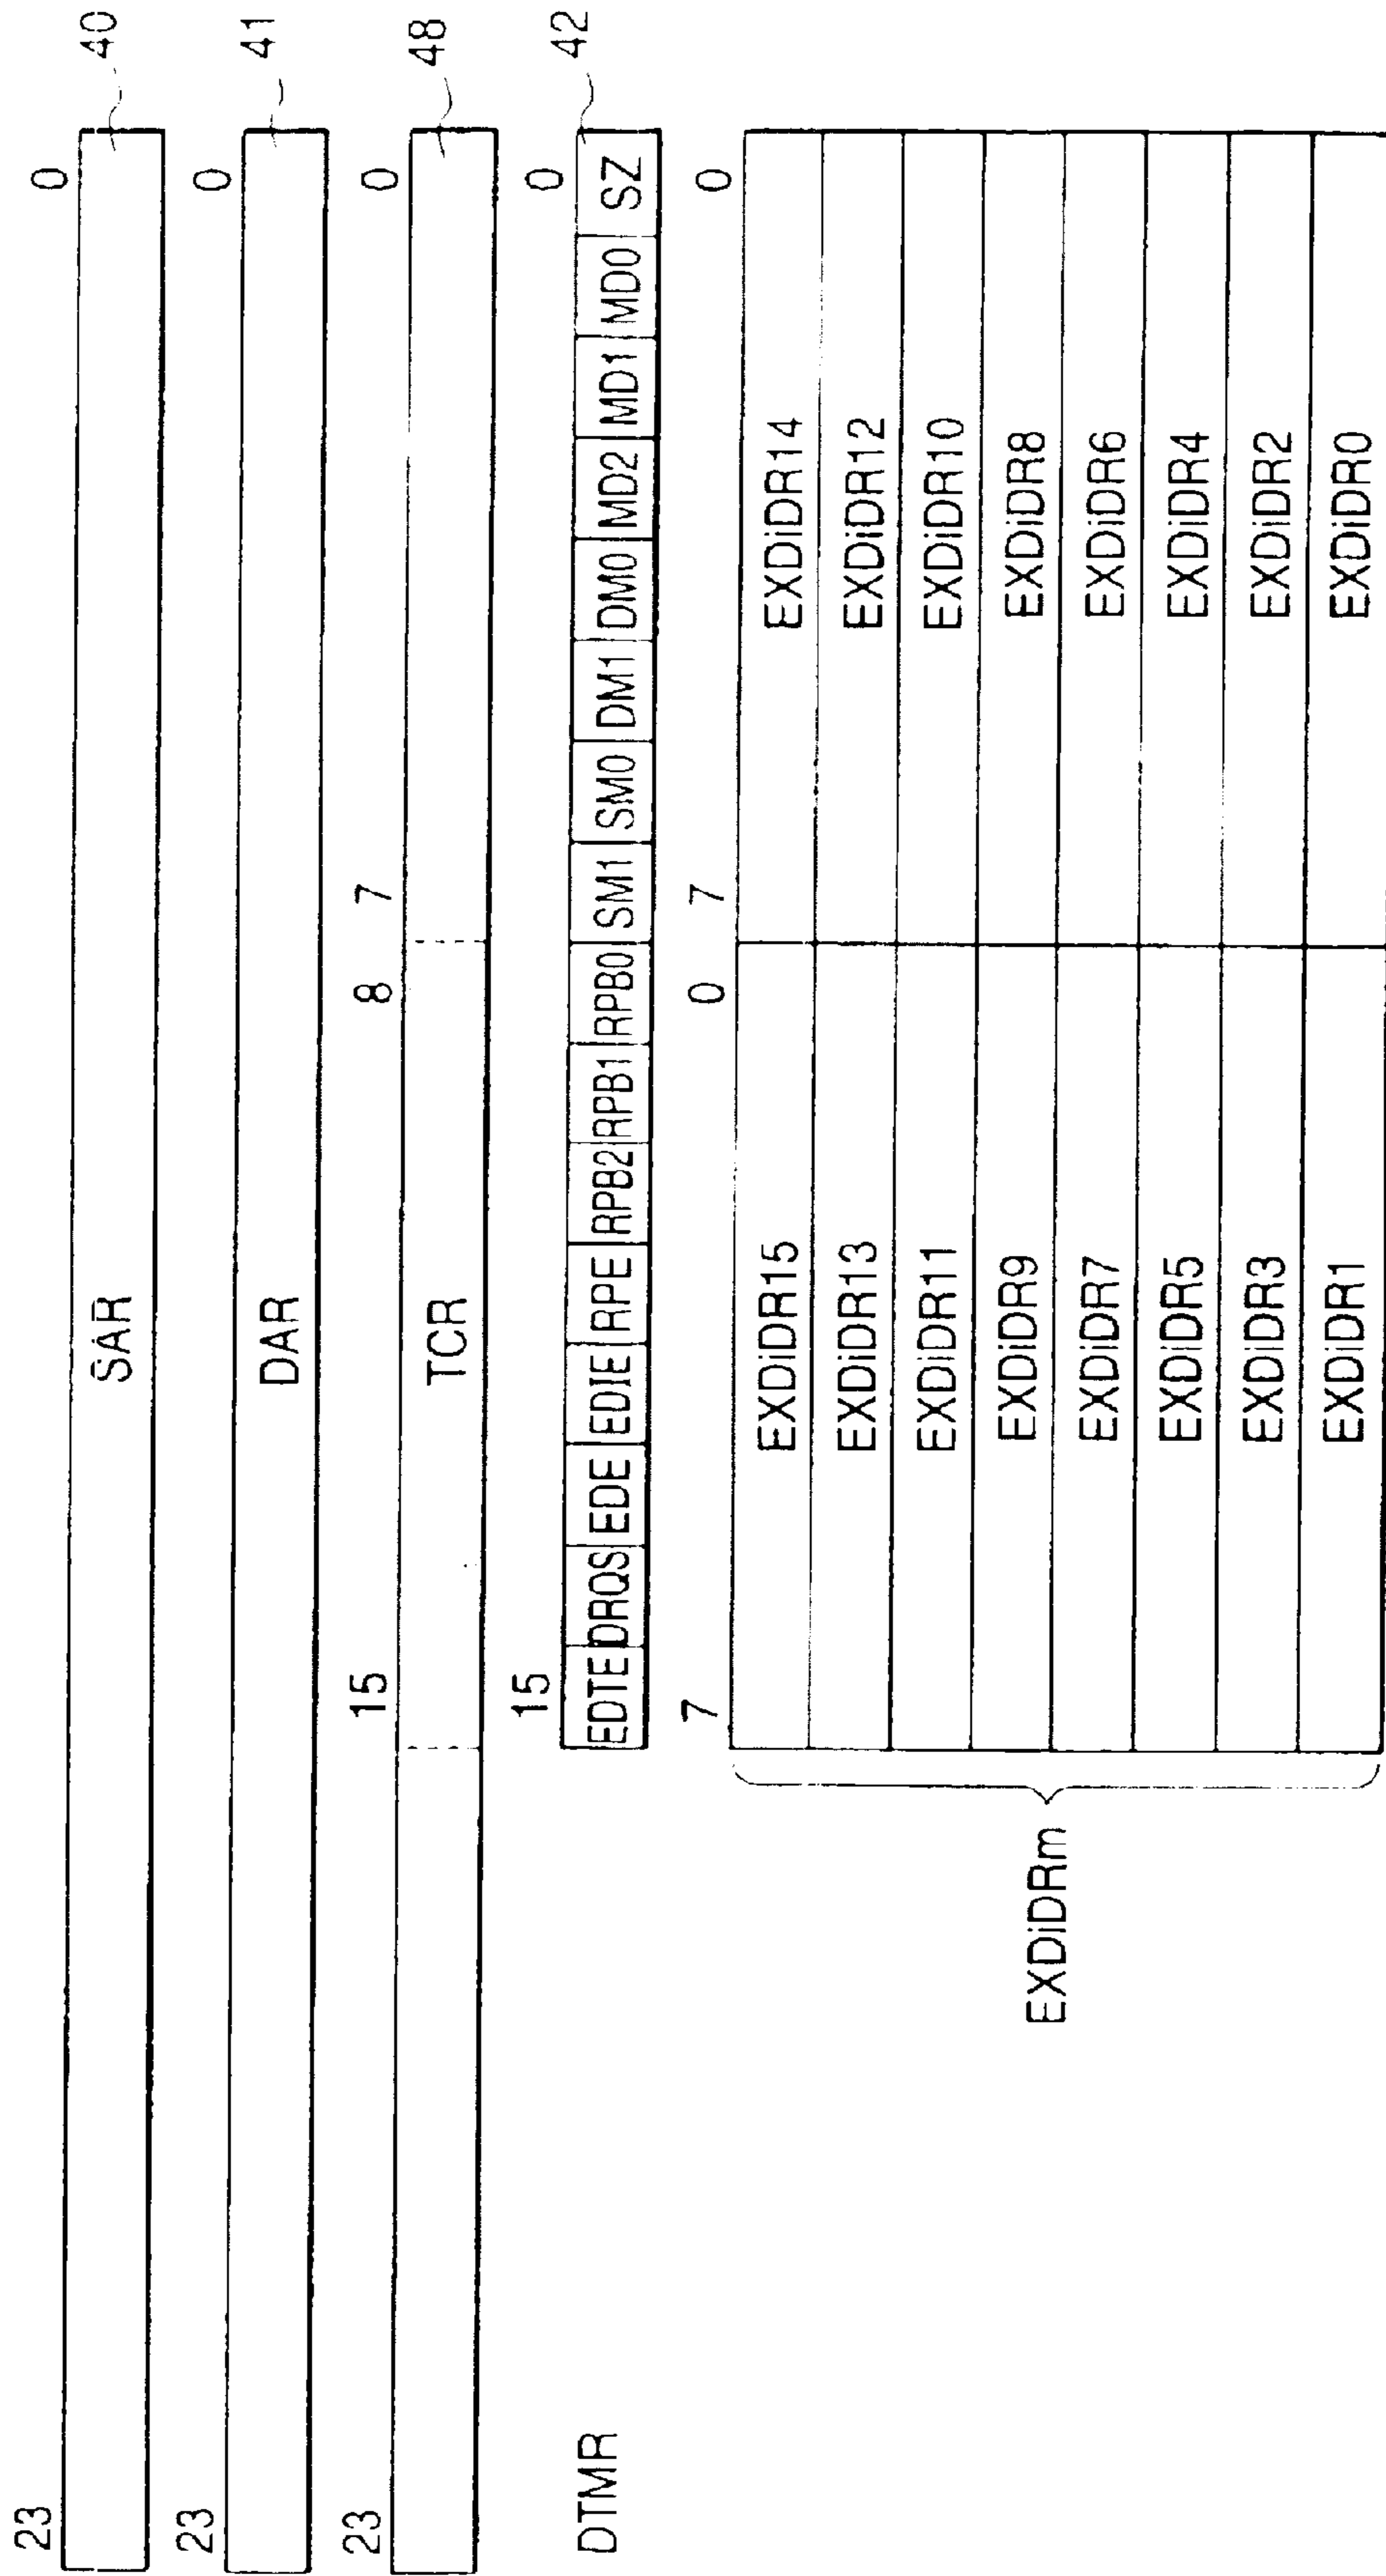 23 0
SAR 40
23 0
DAR 41
23 15 8 7 0
TCR 48
15 0
DTMR EDTE DRQS EDE EDIE RPE RPB2 RPB1 RPB0 SM1 SM0 DM1 DM0 MD2 MD1 MD0 SZ 42
7 0 7 0
EXDiDR15 EXDiDR14
EXDiDR13 EXDiDR12
EXDiDR11 EXDiDR10
EXDiDR9 EXDiDR8
EXDiDRm
EXDiDR7 EXDiDR6
EXDiDR5 EXDiDR4
EXDiDR3 EXDiDR2
EXDiDR1 EXDiDR0